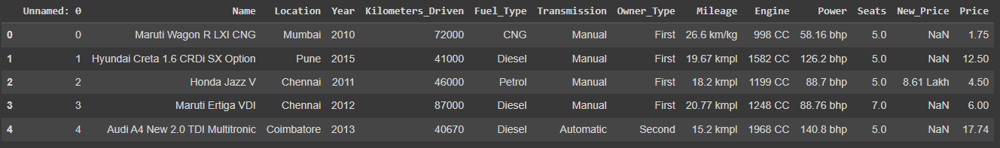 Unnamed: 0 Name Location Year Kilometers_Driven Fuel_Type Transmission Owner_Type Mileage Engine Power Seats New_Price Price
0 0 Maruti Wagon R LXI CNG Mumbai 2010 72000 CNG Manual First 26.6 km/kg 998 CC 58.16 bhp 5.0 NaN 1.75
1 1 Hyundai Creta 1.6 CRDi SX Option Pune 2015 41000 Diesel Manual First 19.67 kmpl 1582 CC 126.2 bhp 5.0 NaN 12.50
2 2 Honda Jazz V Chennai 2011 46000 Petrol Manual First 18.2 kmpl 1199 CC 88.7 bhp 5.0 8.61 Lakh 4.50
3 3 Maruti Ertiga VDI Chennai 2012 87000 Diesel Manual First 20.77 kmpl 1248 CC 88.76 bhp 7.0 NaN 6.00
4 4 Audi A4 New 2.0 TDI Multitronic Coimbatore 2013 40670 Diesel Automatic Second 15.2 kmpl 1968 CC 140.8 bhp 5.0 NaN 17.74